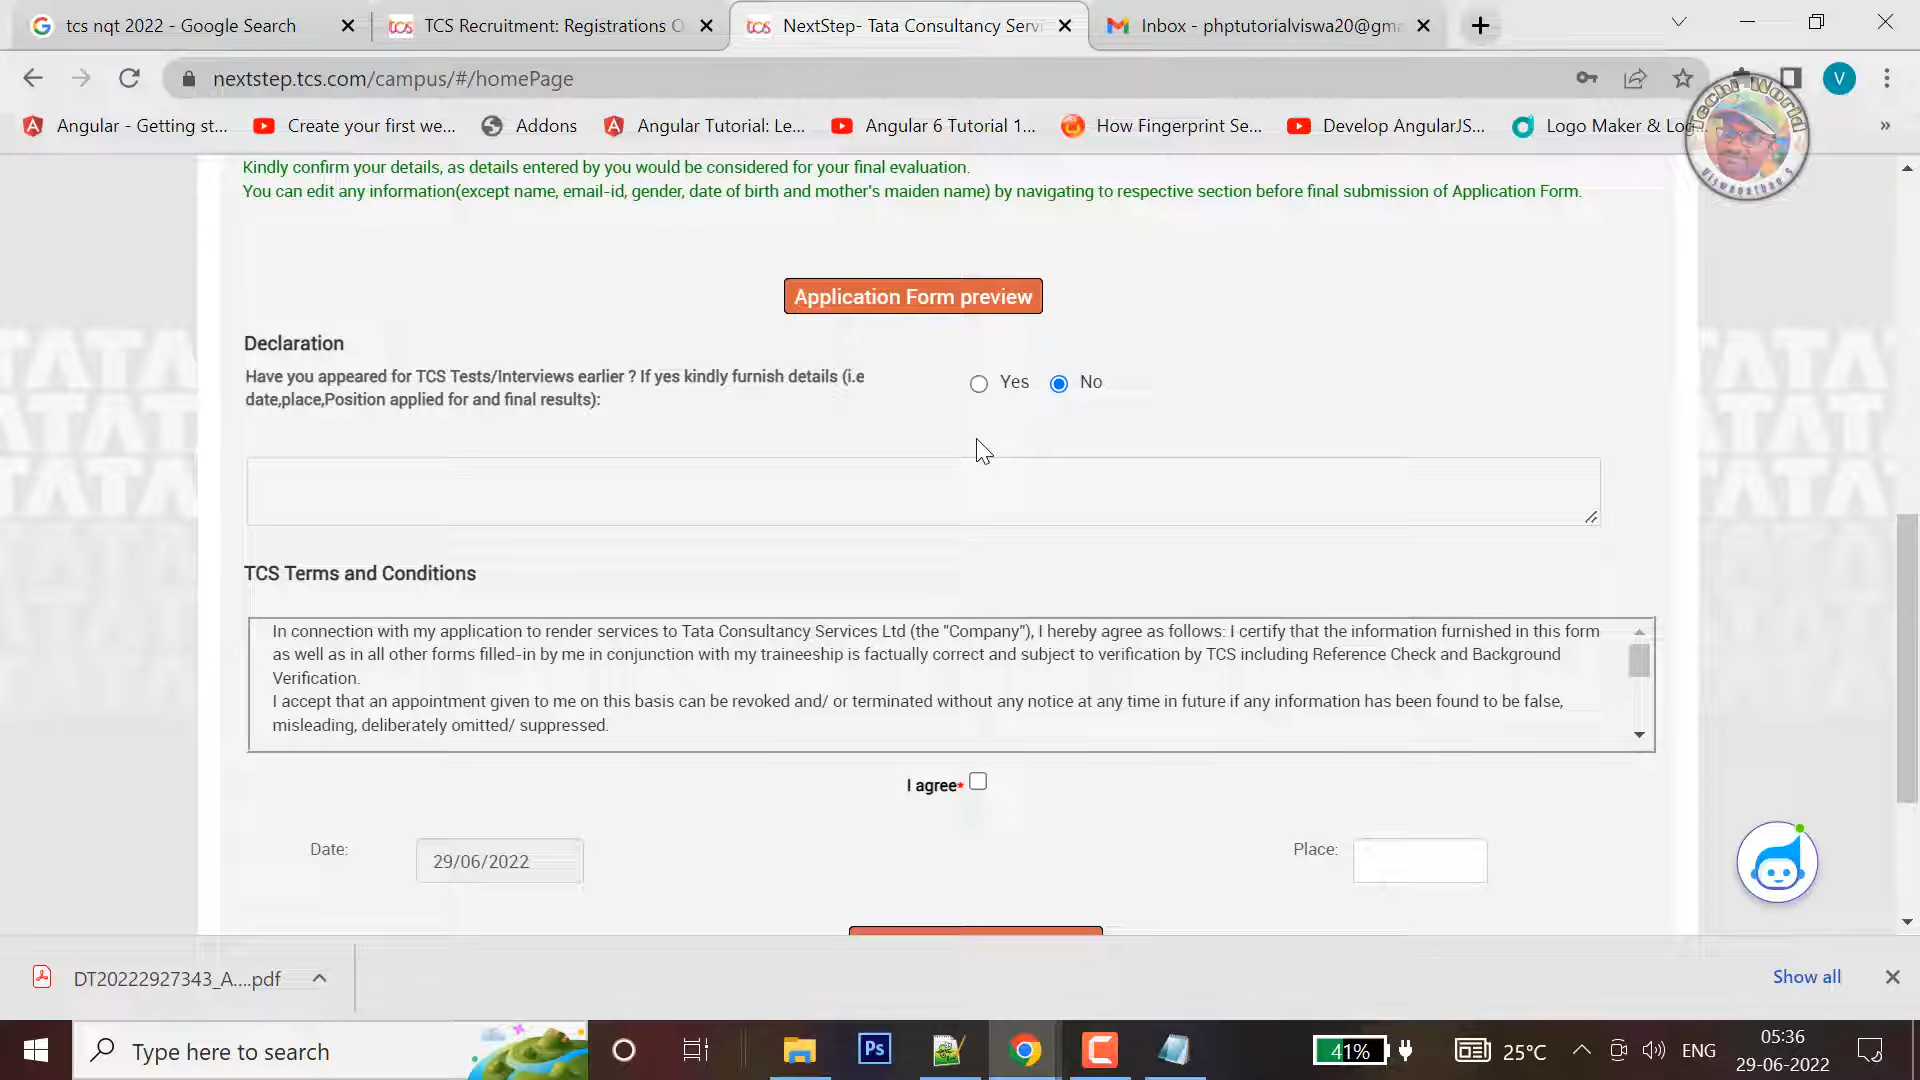 tcs nqt 2022 - Google Search
TCS Recruitment: Registrations O
NextStep- Tata Consultancy Servi
Inbox - phptutorialviswa20@gma
nextstep.tcs.com/campus/#/homePage
V
Angular - Getting st...
Create your first we...
Addons
Angular Tutorial: Le...
Angular 6 Tutorial 1...
How Fingerprint Se...
Develop AngularJS...
Logo Maker & Log
Techi World
Viswanathan's
Kindly confirm your details, as details entered by you would be considered for your final evaluation.
You can edit any information(except name, email-id, gender, date of birth and mother's maiden name) by navigating to respective section before final submission of Application Form.
Application Form preview
Declaration
Have you appeared for TCS Tests/Interviews earlier ? If yes kindly furnish details (i.e
date,place,Position applied for and final results):
Yes
No
TCS Terms and Conditions
In connection with my application to render services to Tata Consultancy Services Ltd (the "Company"), I hereby agree as follows: I certify that the information furnished in this form
as well as in all other forms filled-in by me in conjunction with my traineeship is factually correct and subject to verification by TCS including Reference Check and Background
Verification.
I accept that an appointment given to me on this basis can be revoked and/ or terminated without any notice at any time in future if any information has been found to be false,
misleading, deliberately omitted/ suppressed.
I agree*
Date:
29/06/2022
Place:
DT20222927343_A....pdf
Show all
Type here to search
Ps
41%
25°C
ENG
05:36
29-06-2022